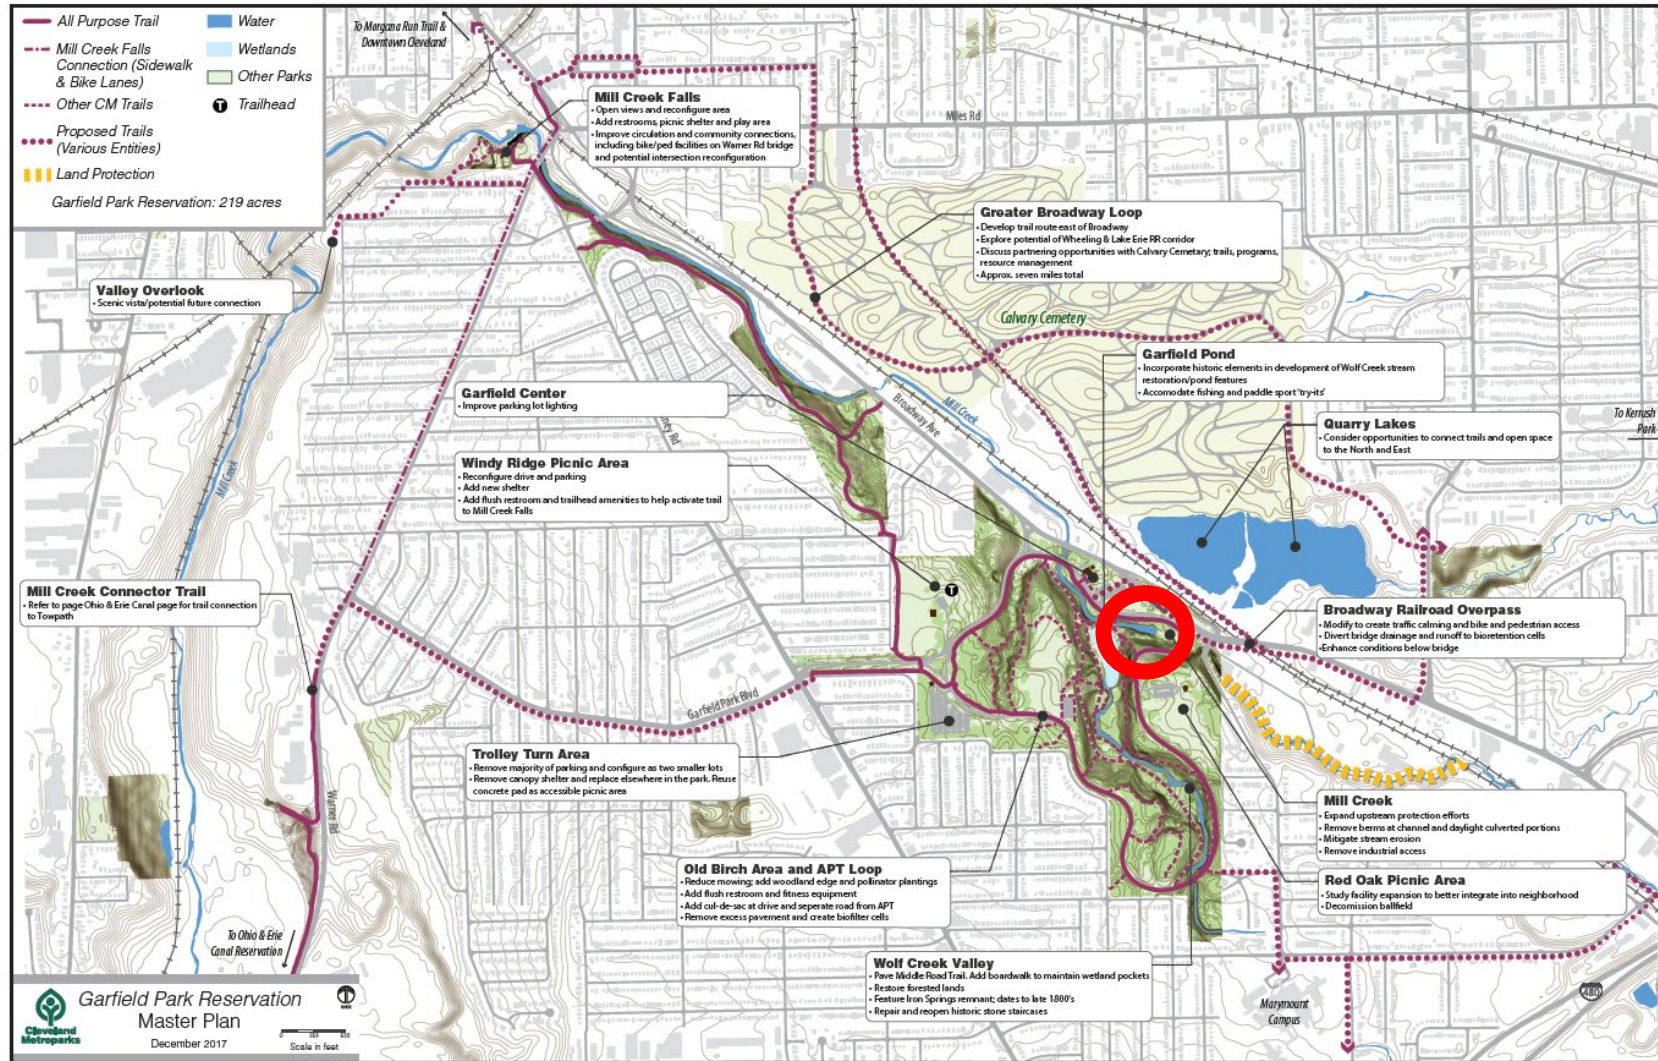 All Purpose Trail
Mill Creek Falls
Connection (Sidewalk
& Bike Lanes)
Other CM Trails
Proposed Trails
(Various Entities)
Land Protection
Water
Wetlands
Other Parks
T Trailhead
Garfield Park Reservation: 219 acres
To Morgana Run Trail &
Downtown Cleveland
Mill Creek Falls
• Open views and reconfigure area
• Add restrooms, picnic shelter and play area
• Improve circulation and community connections,
including bike/ped facilities on Warner Rd bridge
and potential intersection reconfiguration
Miles Rd
Greater Broadway Loop
• Develop trail route east of Broadway
• Explore potential of Wheeling & Lake Erie RR corridor
• Discuss partnering opportunities with Calvary Cemetary; trails, programs,
resource management
• Approx. seven miles total
Valley Overlook
• Scenic vista/potential future connection
Calvary Cemetery
Garfield Pond
• Incorporate historic elements in development of Wolf Creek stream
restoration/pond features
• Accomodate fishing and paddle sport 'try-its'
Garfield Center
• Improve parking lot lighting
Mill Creek
Broadway Ave
To Kerrush
Park
Quarry Lakes
• Consider opportunities to connect trails and open space
to the North and East
Windy Ridge Picnic Area
• Reconfigure drive and parking
• Add new shelter
• Add flush restroom and trailhead amenities to help activate trail
to Mill Creek Falls
Mill Creek
T
Mill Creek Connector Trail
• Refer to page Ohio & Erie Canal page for trail connection
to Towpath
Broadway Railroad Overpass
• Modify to create traffic calming and bike and pedestrian access
• Divert bridge drainage and runoff to bioretention cells
• Enhance conditions below bridge
Garfield Park Blvd
Trolley Turn Area
• Remove majority of parking and configure as two smaller lots
• Remove canopy shelter and replace elsewhere in the park. Reuse
concrete pad as accessible picnic area
Warner Rd
Mill Creek
• Expand upstream protection efforts
• Remove berms at channel and daylight culverted portions
• Mitigate stream erosion
• Remove industrial access
Old Birch Area and APT Loop
• Reduce mowing; add woodland edge and pollinator plantings
• Add flush restroom and fitness equipment
• Add cul-de-sac at drive and seperate road from APT
• Remove excess pavement and create biofilter cells
Red Oak Picnic Area
• Study facility expansion to better integrate into neighborhood
• Decomission ballfield
To Ohio & Erie
Canal Reservation
Wolf Creek Valley
• Pave Middle Road Trail. Add boardwalk to maintain wetland pockets
• Restore forested lands
• Feature Iron Springs remnant; dates to late 1800's
• Repair and reopen historic stone staircases
Marymount
Campus
480
Cleveland
Metroparks
Garfield Park Reservation
Master Plan
December 2017
Scale in feet